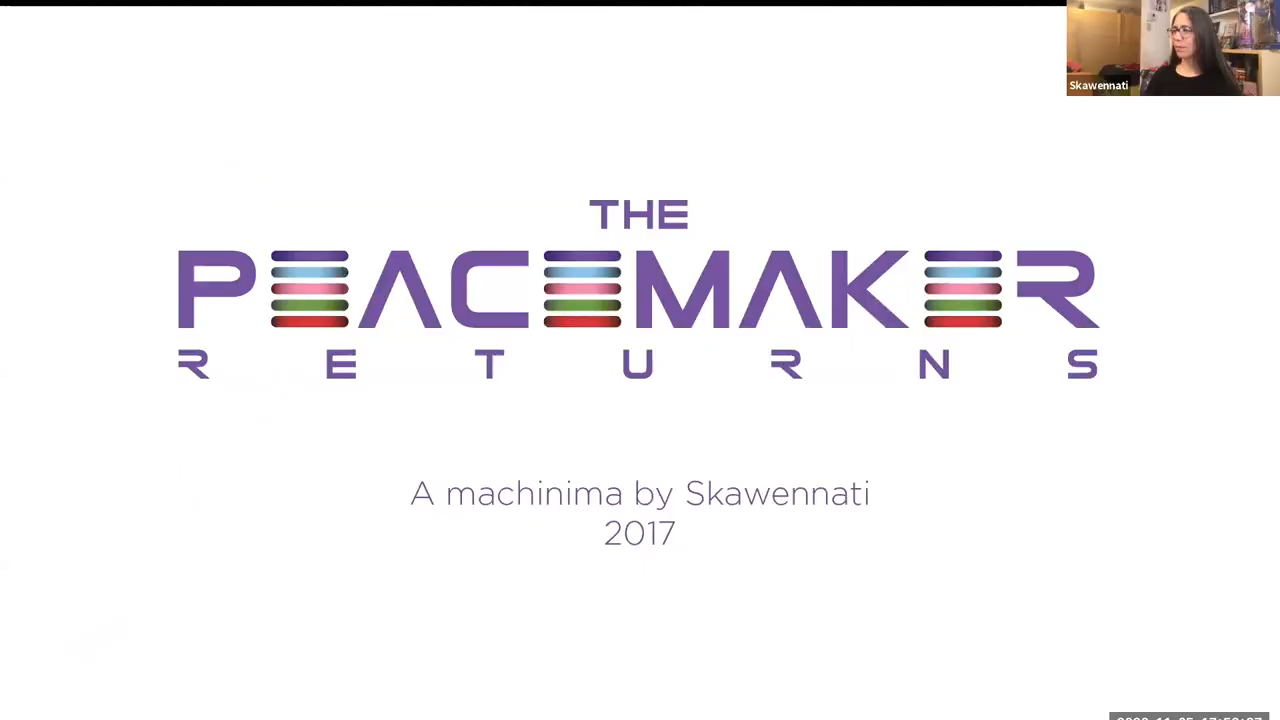 Skawennati
THE
PEACEMAKER
RETURNS
A machinima by Skawennati
2017